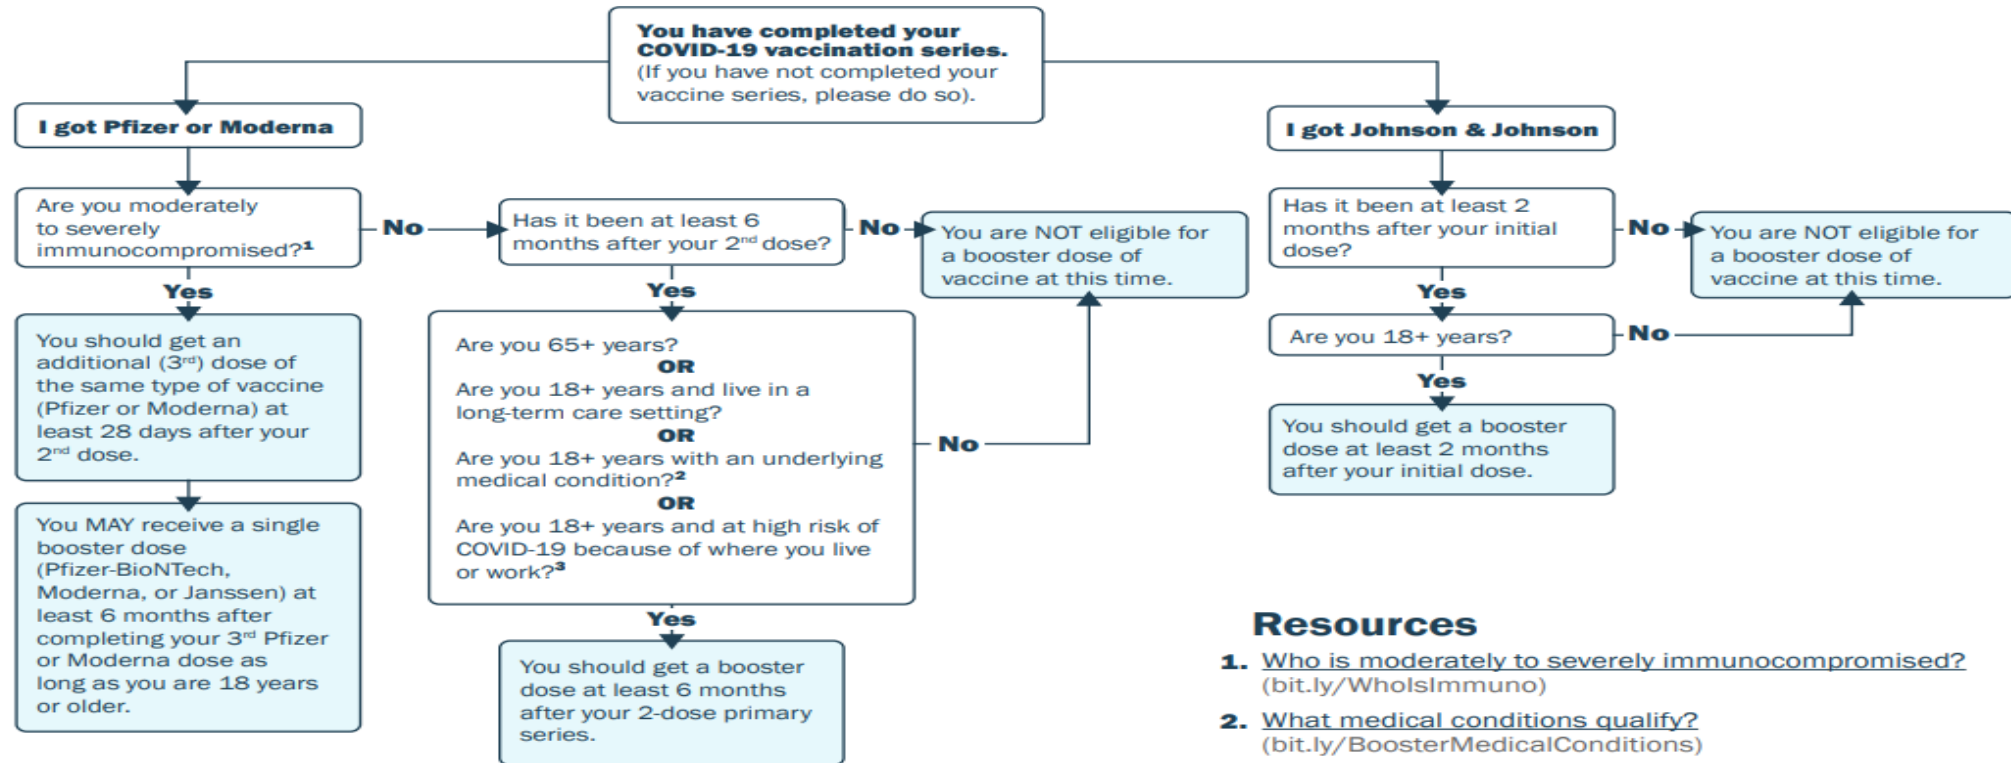 You have completed your
COVID-19 vaccination series.
(If you have not completed your
vaccine series, please do so).
I got Pfizer or Moderna
Are you moderately
to severely
immunocompromised?¹
No
Yes
You should get an
additional (3rd) dose of
the same type of vaccine
(Pfizer or Moderna) at
least 28 days after your
2nd dose.
You MAY receive a single
booster dose
(Pfizer-BioNTech,
Moderna, or Janssen) at
least 6 months after
completing your 3rd Pfizer
or Moderna dose as
long as you are 18 years
or older.
Has it been at least 6
months after your 2nd dose?
No
You are NOT eligible for
a booster dose of
vaccine at this time.
Yes
Are you 65+ years?
OR
Are you 18+ years and live in a
long-term care setting?
OR
Are you 18+ years with an underlying
medical condition?²
OR
Are you 18+ years and at high risk of
COVID-19 because of where you live
or work?³
No
Yes
You should get a booster
dose at least 6 months
after your 2-dose primary
series.
I got Johnson & Johnson
Has it been at least 2
months after your initial
dose?
No
You are NOT eligible for
a booster dose of
vaccine at this time.
Yes
Are you 18+ years?
No
Yes
You should get a booster
dose at least 2 months
after your initial dose.
Resources
1. Who is moderately to severely immunocompromised?
(bit.ly/WhoIsImmuno)
2. What medical conditions qualify?
(bit.ly/BoosterMedicalConditions)